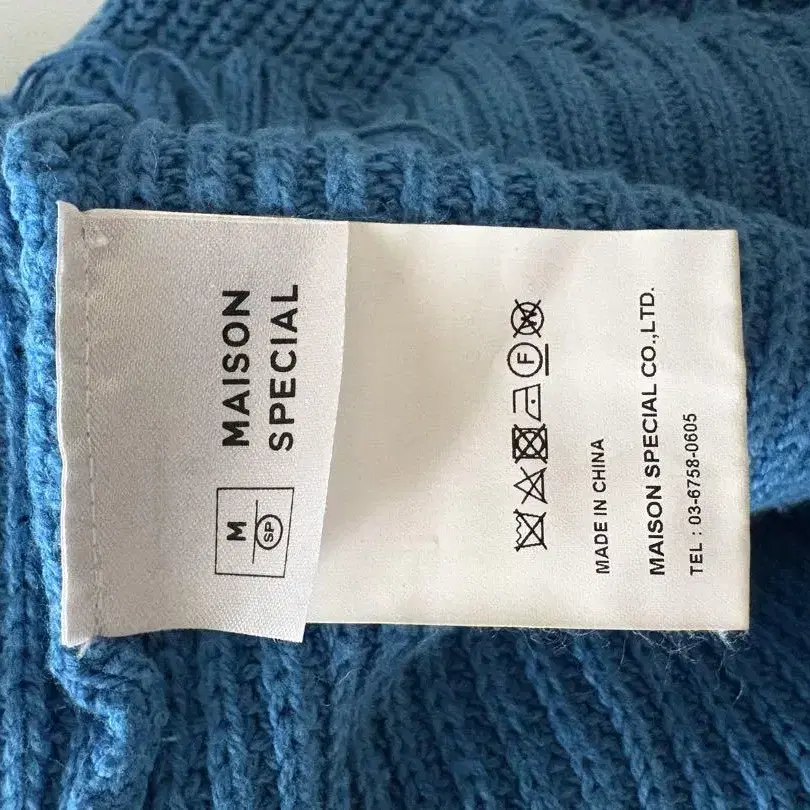 MAISON
SPECIAL
M
SP
F
MADE IN CHINA
MAISON SPECIAL CO.,LTD.
TEL : 03-6758-0605